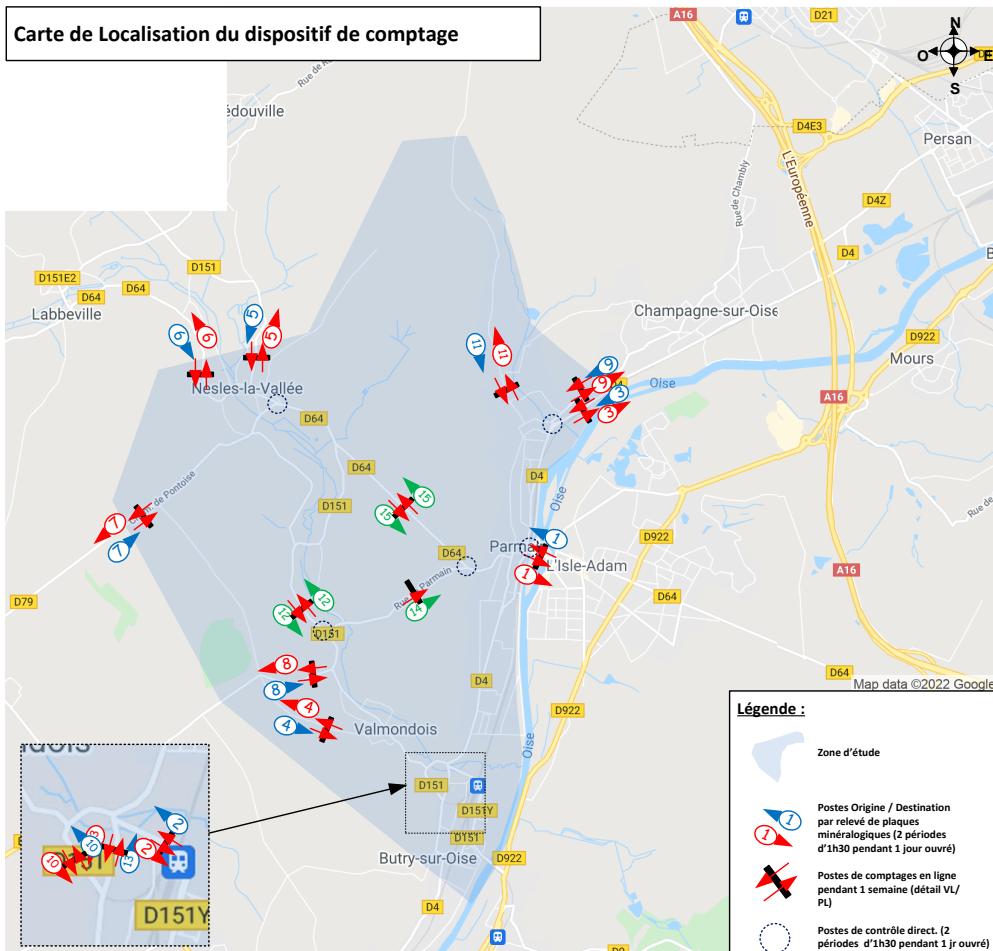 Carte de Localisation du dispositif de comptage
A16
D21
N
O
E
S
édouville
D4E3
Persan
L'Européenne
Rue de Chambly
D4Z
D4
D151
D151E2
D64
D64
Labbeville
Champagne-sur-Oise
D922
Mours
6
6
5
5
11
11
9
9
3
3
Oise
Nesles-la-Vallée
A16
D64
D4
D64
15
15
D151
Oise
Chem. de Pontoise
7
7
Parmain
1
1
L'Isle-Adam
D922
D64
Rue de
A16
D79
12
12
14
D151
D64
D64
8
8
4
4
D4
Valmondois
D922
Oise
Map data ©2022 Google
D151
D151Y
D151
Butry-sur-Oise
D922
D4
2
2
13
13
10
10
D151
D151Y
Légende :
Zone d'étude
1
1
Postes Origine / Destination
par relevé de plaques
minéralogiques (2 périodes
d'1h30 pendant 1 jour ouvré)
Postes de comptages en ligne
pendant 1 semaine (détail VL/
PL)
Postes de contrôle direct. (2
périodes d'1h30 pendant 1 jr ouvré)